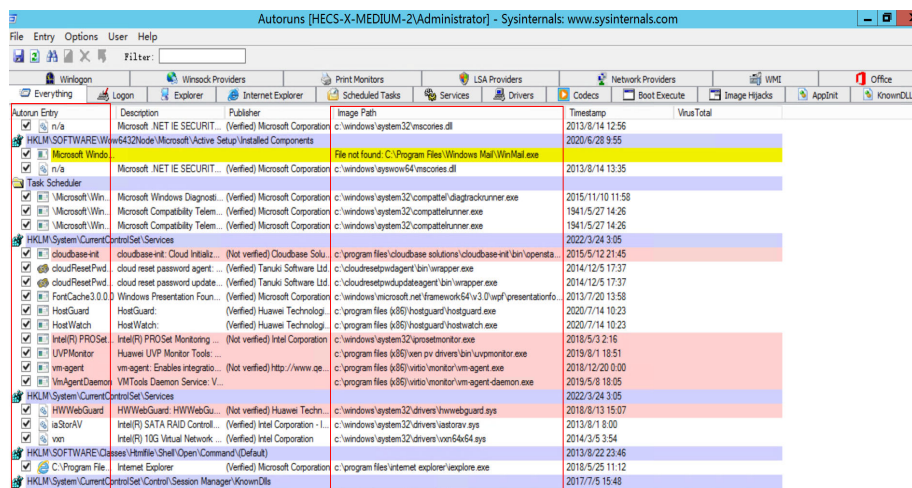 Autoruns [HECS-X-MEDIUM-2\Administrator] - Sysinternals: www.sysinternals.com
File Entry Options User Help
Filter:
Winlogon Winsock Providers Print Monitors LSA Providers Network Providers WMI Office
Everything Logon Explorer Internet Explorer Scheduled Tasks Services Drivers Codecs Boot Execute Image Hijacks AppInit KnownDLL
Autorun Entry Description Publisher Image Path Timestamp VirusTotal
n/a Microsoft .NET IE SECURIT... (Verified) Microsoft Corporation c:\windows\system32\mscories.dll 2013/8/14 12:56
HKLM\SOFTWARE\Wow6432Node\Microsoft\Active Setup\Installed Components 2020/6/28 9:55
Microsoft Windo... File not found: C:\Program Files\Windows Mail\WinMail.exe
n/a Microsoft .NET IE SECURIT... (Verified) Microsoft Corporation c:\windows\syswow64\mscories.dll 2013/8/14 13:35
Task Scheduler
\Microsoft\Win... Microsoft Windows Diagnosti... (Verified) Microsoft Corporation c:\windows\system32\compattel\diagtrackrunner.exe 2015/11/10 11:58
\Microsoft\Win... Microsoft Compatibility Telem... (Verified) Microsoft Corporation c:\windows\system32\compattelrunner.exe 1941/5/27 14:26
\Microsoft\Win... Microsoft Compatibility Telem... (Verified) Microsoft Corporation c:\windows\system32\compattelrunner.exe 1941/5/27 14:26
HKLM\System\CurrentControlSet\Services 2022/3/24 3:05
cloudbase-init cloudbase-init: Cloud Initializ... (Not verified) Cloudbase Solu... c:\program files\cloudbase solutions\cloudbase-init\bin\opensta... 2015/5/12 21:45
cloudResetPwd... cloud reset password agent: ... (Verified) Tanuki Software Ltd. c:\cloudresetpwdagent\bin\wrapper.exe 2014/12/5 17:37
cloudResetPwd... cloud reset password update... (Verified) Tanuki Software Ltd. c:\cloudresetpwdupdateagent\bin\wrapper.exe 2014/12/5 17:37
FontCache3.0.0.0 Windows Presentation Foun... (Verified) Microsoft Corporation c:\windows\microsoft.net\framework64\v3.0\wpf\presentationfo... 2013/7/20 13:58
HostGuard HostGuard: (Verified) Huawei Technologi... c:\program files (x86)\hostguard\hostguard.exe 2020/7/14 10:23
HostWatch HostWatch: (Verified) Huawei Technologi... c:\program files (x86)\hostguard\hostwatch.exe 2020/7/14 10:23
Intel(R) PROSet... Intel(R) PROSet Monitoring ... (Not verified) Intel Corporation c:\windows\system32\iprosetmonitor.exe 2018/5/3 2:16
UVPMonitor Huawei UVP Monitor Tools: ... c:\program files (x86)\xen pv drivers\bin\uvpmonitor.exe 2019/8/1 18:51
vm-agent vm-agent: Enables integratio... (Not verified) http://www.qe... c:\program files (x86)\virtio\monitor\vm-agent.exe 2018/12/20 0:00
VmAgentDaemon VMTools Daemon Service: V... c:\program files (x86)\virtio\monitor\vm-agent-daemon.exe 2019/5/8 18:05
HKLM\System\CurrentControlSet\Services 2022/3/24 3:05
HWWebGuard HWWebGuard: HWWebGu... (Not verified) Huawei Techn... c:\windows\system32\drivers\hwwebguard.sys 2018/8/13 15:07
iaStorAV Intel(R) SATA RAID Controll... (Verified) Intel Corporation - I... c:\windows\system32\drivers\iastorav.sys 2013/8/1 8:00
vxn Intel(R) 10G Virtual Network ... (Verified) Intel Corporation c:\windows\system32\drivers\vxn64x64.sys 2014/3/5 3:54
HKLM\SOFTWARE\Classes\Htmlfile\Shell\Open\Command\(Default) 2013/8/22 23:46
C:\Program File... Internet Explorer (Verified) Microsoft Corporation c:\program files\internet explorer\iexplore.exe 2018/5/25 11:12
HKLM\System\CurrentControlSet\Control\Session Manager\KnownDlls 2017/7/5 15:48